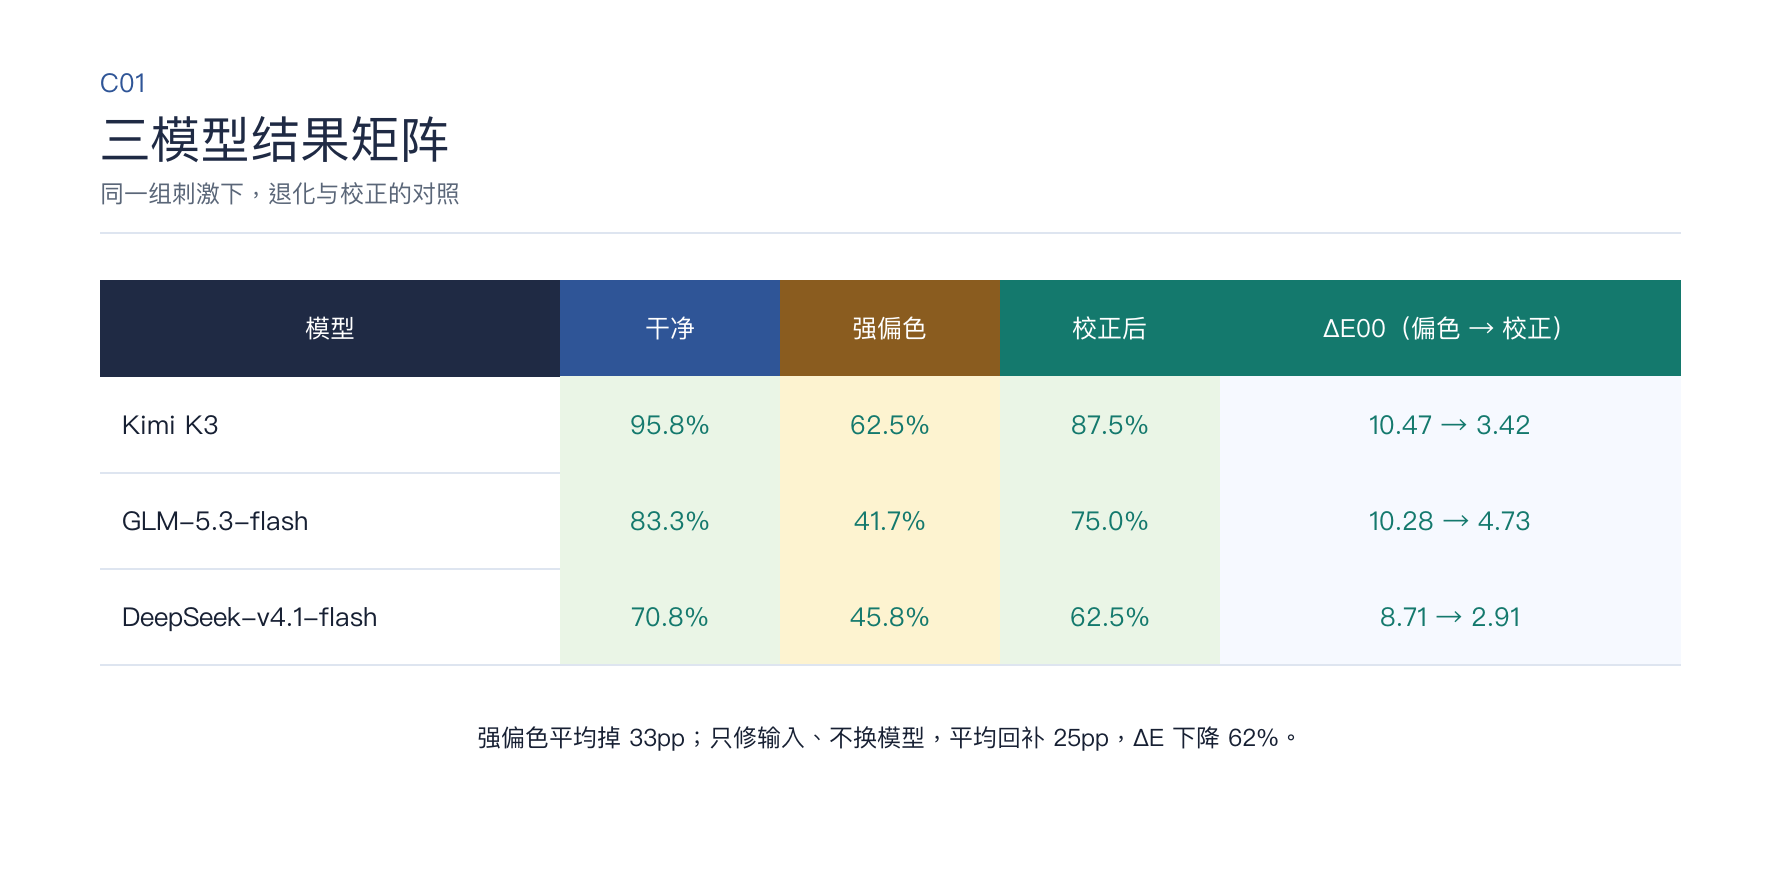 C01
三模型结果矩阵
同一组刺激下，退化与校正的对照
模型 干净 强偏色 校正后 ΔE00（偏色 → 校正）
Kimi K3 95.8% 62.5% 87.5% 10.47 → 3.42
GLM-5.3-flash 83.3% 41.7% 75.0% 10.28 → 4.73
DeepSeek-v4.1-flash 70.8% 45.8% 62.5% 8.71 → 2.91
强偏色平均掉 33pp；只修输入、不换模型，平均回补 25pp，ΔE 下降 62%。